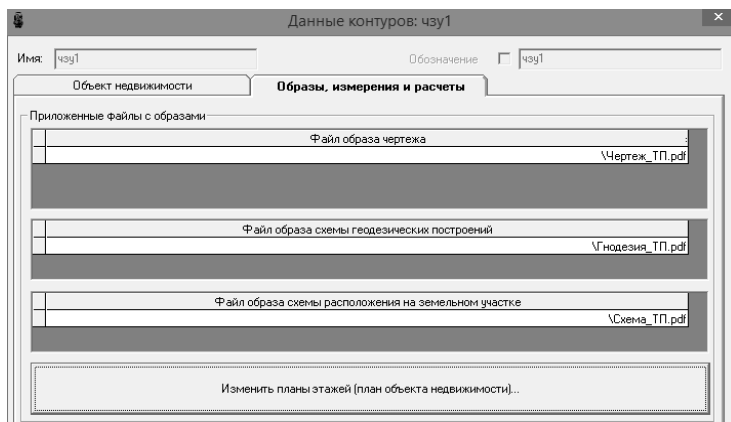 Данные контуров: чзу1
Имя: чзу1 Обозначение чзу1
Объект недвижимости Образы, измерения и расчеты
Приложенные файлы с образами
Файл образа чертежа
\Чертеж_ТП.pdf
Файл образа схемы геодезических построений
\Гнодезия_ТП.pdf
Файл образа схемы расположения на земельном участке
\Схема_ТП.pdf
Изменить планы этажей (план объекта недвижимости)...